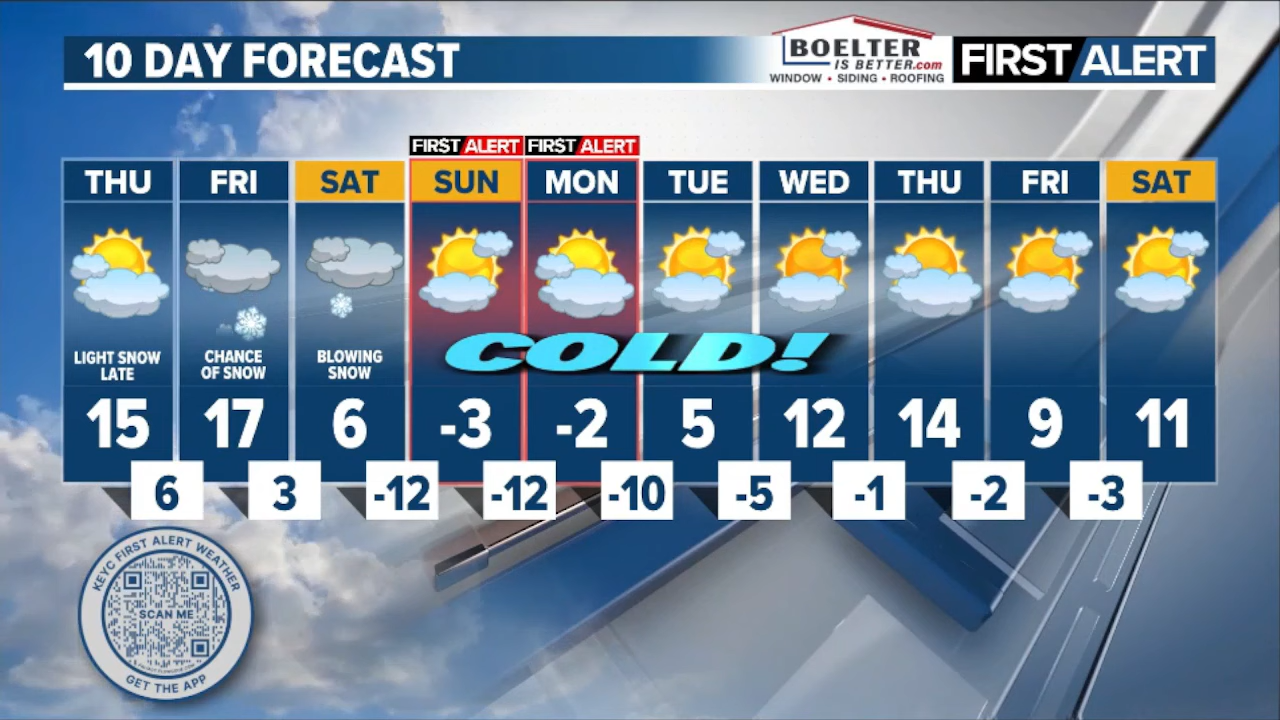 10 DAY FORECAST
BOELTER
IS BETTER.com
WINDOW • SIDING • ROOFING
FIRST ALERT
FIRST ALERT FIRST ALERT
THU FRI SAT SUN MON TUE WED THU FRI SAT
LIGHT SNOW LATE
CHANCE OF SNOW
BLOWING SNOW
COLD!
15 17 6 -3 -2 5 12 14 9 11
6 3 -12 -12 -10 -5 -1 -2 -3
KEYC FIRST ALERT WEATHER
SCAN ME
GET THE APP